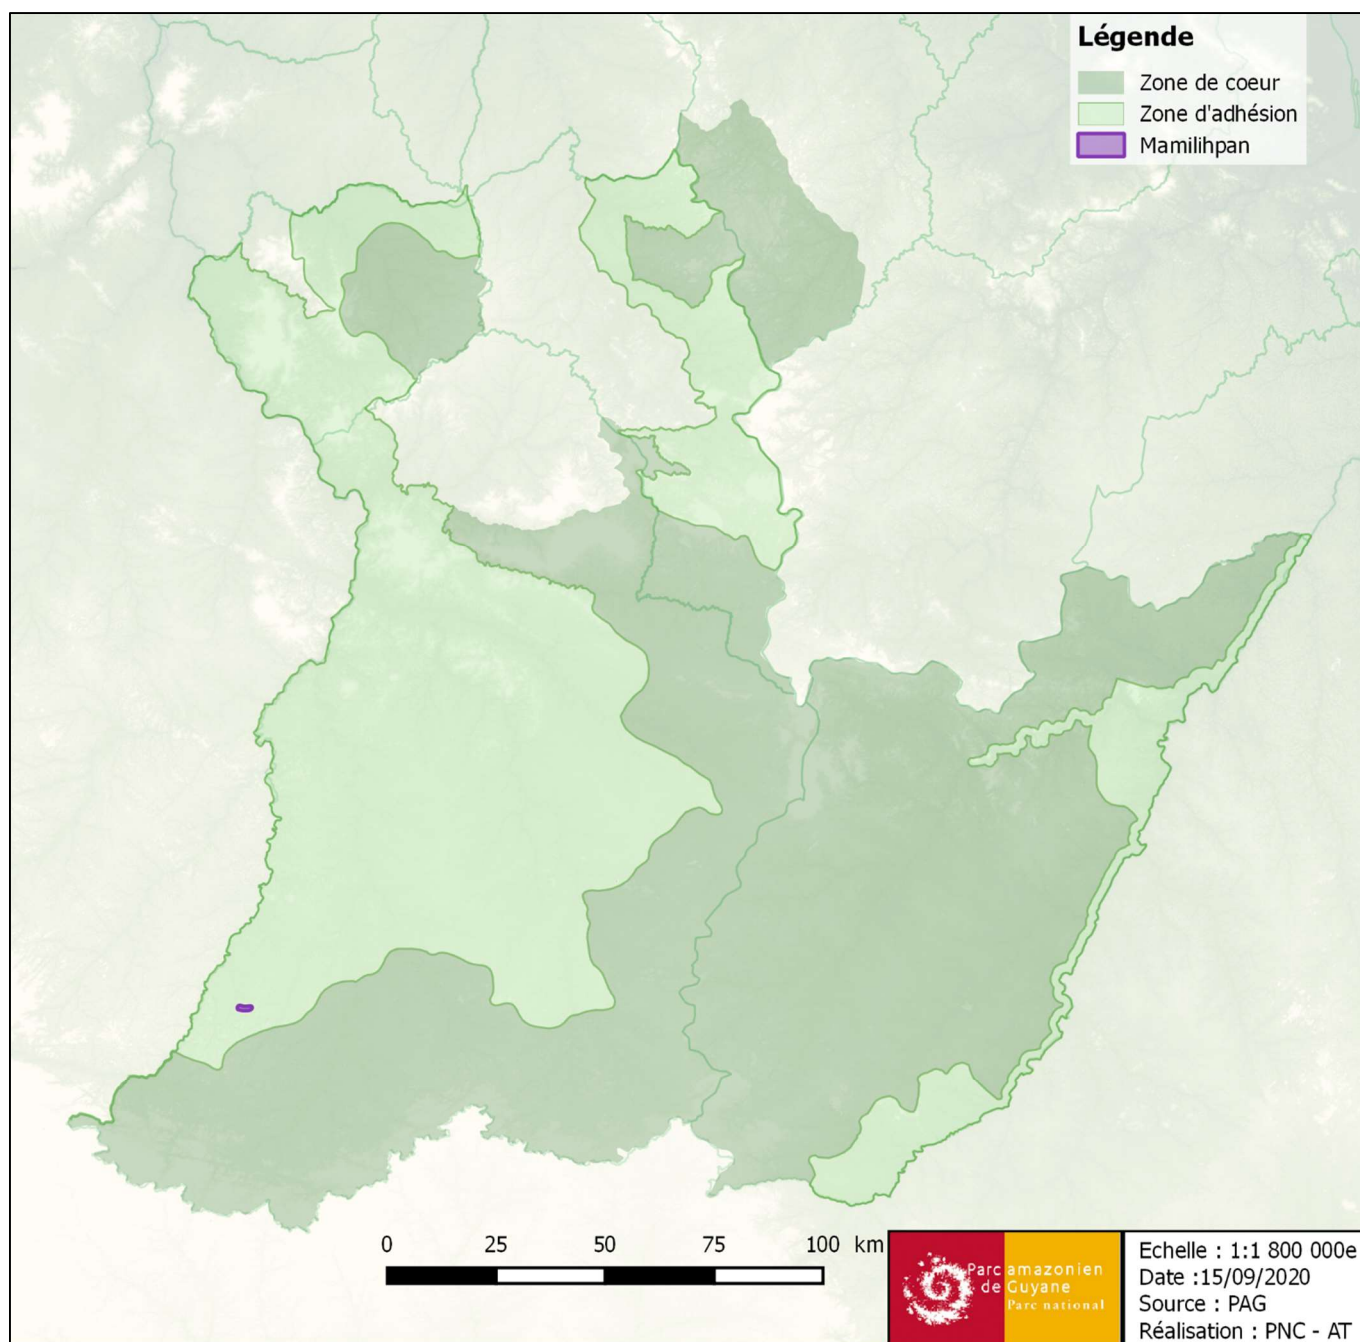 Légende
Zone de coeur
Zone d'adhésion
Mamilihpan
0 25 50 75 100 km
Parc amazonien
de Guyane
Parc national
Echelle : 1:1 800 000e
Date :15/09/2020
Source : PAG
Réalisation : PNC - AT